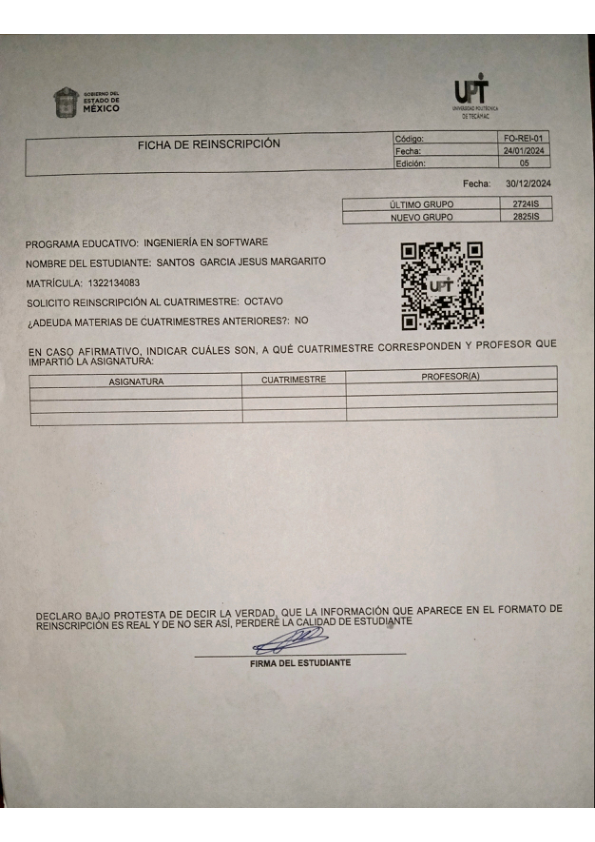 GOBIERNO DEL
ESTADO DE
MÉXICO
UPT
UNIVERSIDAD POLITÉCNICA
DE TECÁMAC
FICHA DE REINSCRIPCIÓN
Código: FO-REI-01
Fecha: 24/01/2024
Edición: 05
Fecha: 30/12/2024
ÚLTIMO GRUPO 2724IS
NUEVO GRUPO 2825IS
PROGRAMA EDUCATIVO: INGENIERÍA EN SOFTWARE
NOMBRE DEL ESTUDIANTE: SANTOS GARCIA JESUS MARGARITO
MATRÍCULA: 1322134083
SOLICITO REINSCRIPCIÓN AL CUATRIMESTRE: OCTAVO
¿ADEUDA MATERIAS DE CUATRIMESTRES ANTERIORES?: NO
UPT
EN CASO AFIRMATIVO, INDICAR CUÁLES SON, A QUÉ CUATRIMESTRE CORRESPONDEN Y PROFESOR QUE
IMPARTIÓ LA ASIGNATURA:
ASIGNATURA CUATRIMESTRE PROFESOR(A)
DECLARO BAJO PROTESTA DE DECIR LA VERDAD, QUE LA INFORMACIÓN QUE APARECE EN EL FORMATO DE
REINSCRIPCIÓN ES REAL Y DE NO SER ASÍ, PERDERÉ LA CALIDAD DE ESTUDIANTE
FIRMA DEL ESTUDIANTE